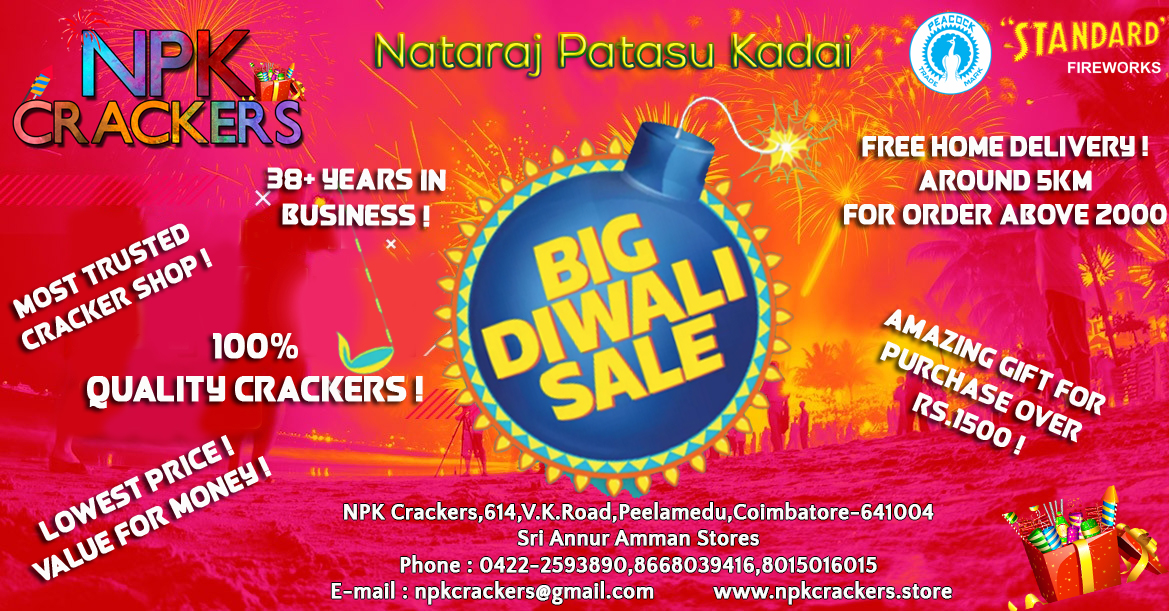 NPK
CRACKERS
Nataraj Patasu Kadai
PEACOCK
TRADE MARK
"STANDARD"
FIREWORKS
38+ YEARS IN
BUSINESS !
FREE HOME DELIVERY !
AROUND 5KM
FOR ORDER ABOVE 2000
MOST TRUSTED
CRACKER SHOP !
BIG
DIWALI
SALE
100%
QUALITY CRACKERS !
AMAZING GIFT FOR
PURCHASE OVER
RS.1500 !
LOWEST PRICE !
VALUE FOR MONEY !
NPK Crackers,614,V.K.Road,Peelamedu,Coimbatore-641004
Sri Annur Amman Stores
Phone : 0422-2593890,8668039416,8015016015
E-mail : npkcrackers@gmail.com www.npkcrackers.store